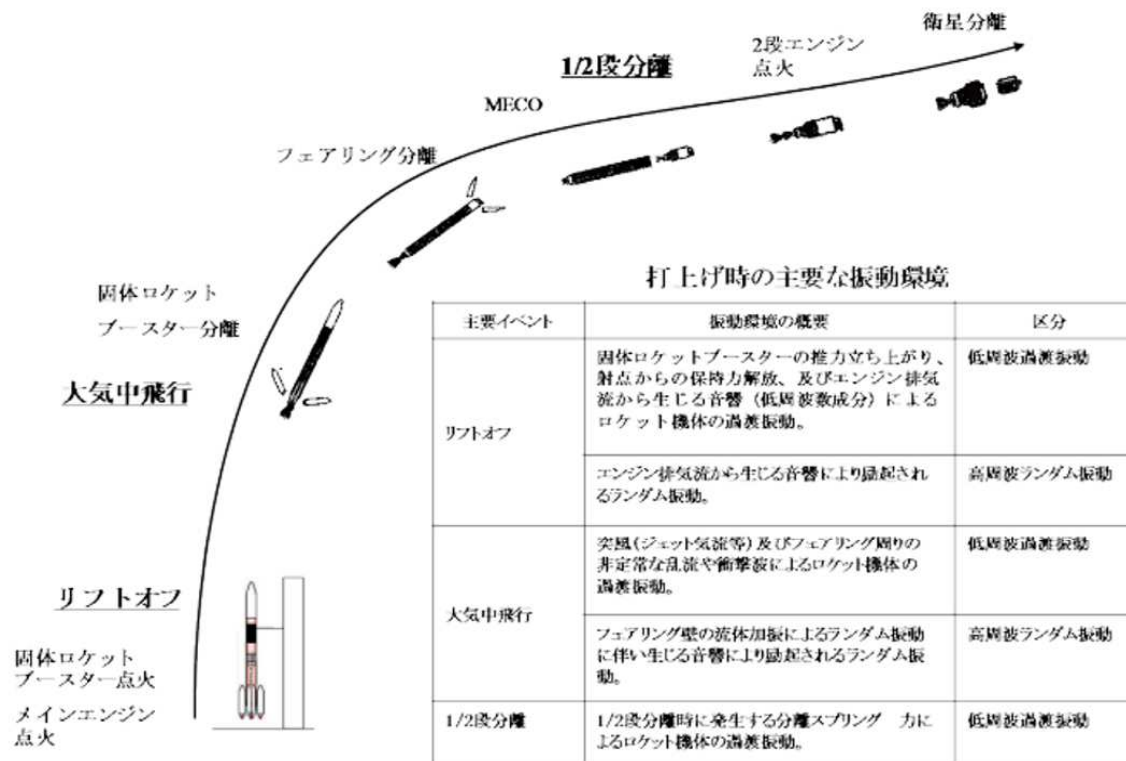 衛星分離
2段エンジン
点火
1/2段分離
MECO
フェアリング分離
固体ロケット
ブースター分離
大気中飛行
リフトオフ
固体ロケット
ブースター点火
メインエンジン
点火
打上げ時の主要な振動環境
主要イベント 振動環境の概要 区分
リフトオフ
固体ロケットブースターの推力立ち上がり、
射点からの保持力解放、及びエンジン排気
流から生じる音響（低周波数成分）による
ロケット機体の過渡振動。
低周波過渡振動
エンジン排気流から生じる音響により励起され
るランダム振動。
高周波ランダム振動
大気中飛行
突風（ジェット気流等）及びフェアリング周りの
非定常な乱流や衝撃波によるロケット機体の
過渡振動。
低周波過渡振動
フェアリング壁の流体加振によるランダム振動
に伴い生じる音響により励起されるランダム振
動。
高周波ランダム振動
1/2段分離
1/2段分離時に発生する分離スプリング 力に
よるロケット機体の過渡振動。
低周波過渡振動